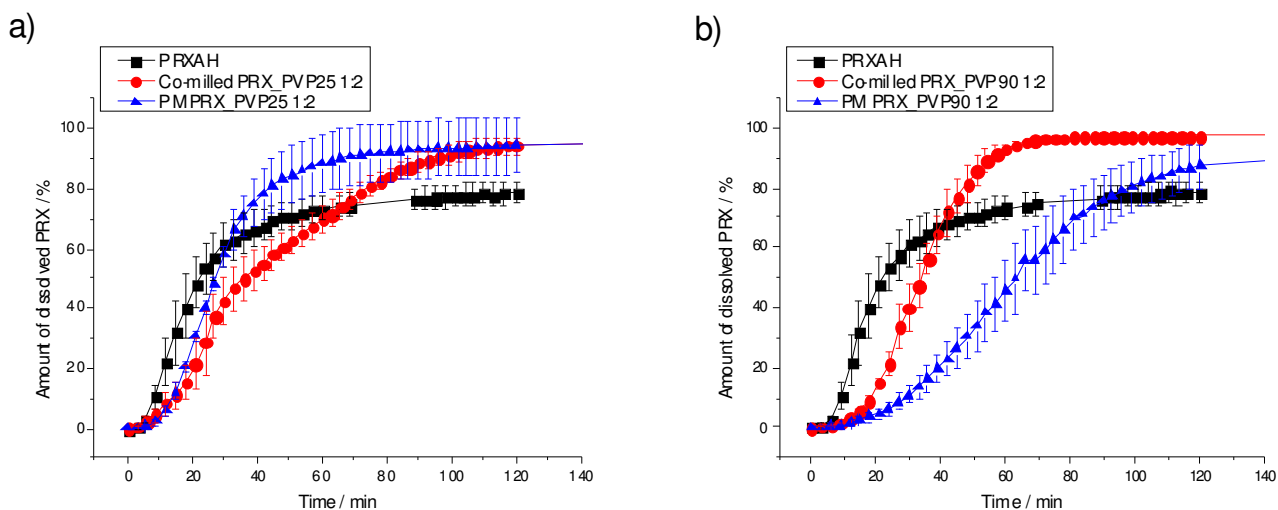 a)
PRXAH
Co-milled PRX_PVP25 1:2
PM PRX_PVP25 1:2
Amount of dissolved PRX / %
100
80
60
40
20
0
0 20 40 60 80 100 120 140
Time / min
b)
PRXAH
Co-milled PRX_PVP90 1:2
PM PRX_PVP90 1:2
Amount of dissolved PRX / %
100
80
60
40
20
0
0 20 40 60 80 100 120 140
Time / min